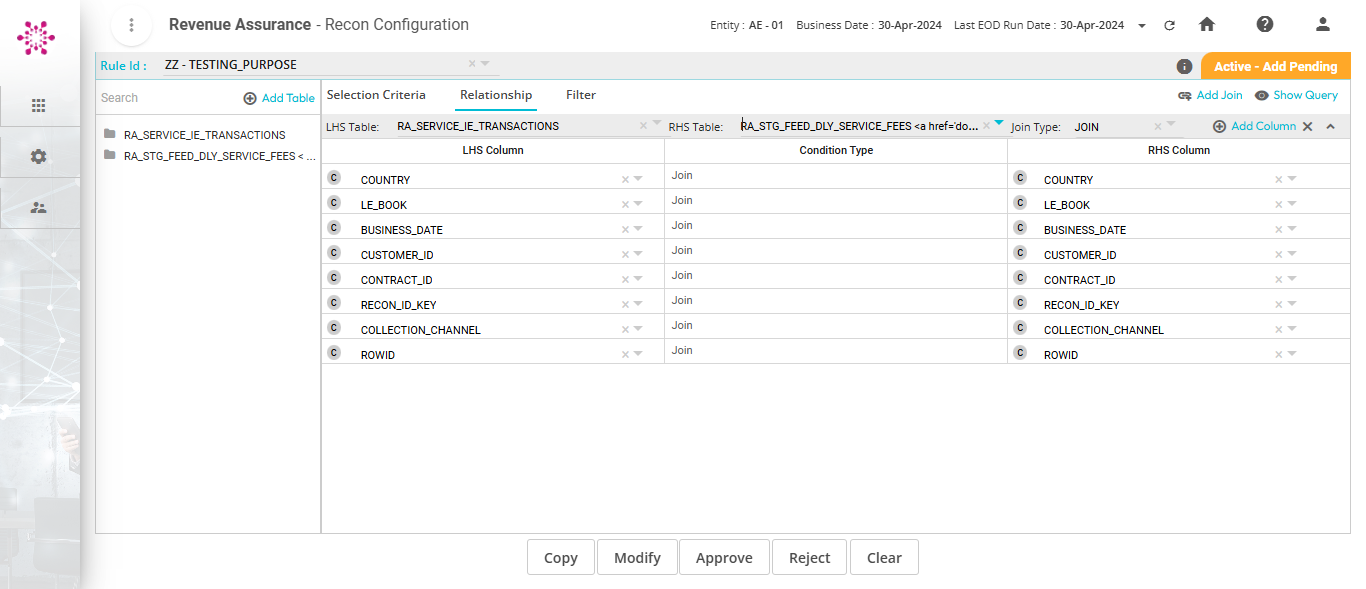 Revenue Assurance - Recon Configuration
Entity : AE - 01 Business Date : 30-Apr-2024 Last EOD Run Date : 30-Apr-2024
Rule Id : ZZ - TESTING_PURPOSE
Active - Add Pending
Search Add Table
Selection Criteria Relationship Filter
Add Join Show Query
RA_SERVICE_IE_TRANSACTIONS
RA_STG_FEED_DLY_SERVICE_FEES < ...
LHS Table: RA_SERVICE_IE_TRANSACTIONS RHS Table: RA_STG_FEED_DLY_SERVICE_FEES <a href='do... Join Type: JOIN Add Column
LHS Column Condition Type RHS Column
C COUNTRY Join C COUNTRY
C LE_BOOK Join C LE_BOOK
C BUSINESS_DATE Join C BUSINESS_DATE
C CUSTOMER_ID Join C CUSTOMER_ID
C CONTRACT_ID Join C CONTRACT_ID
C RECON_ID_KEY Join C RECON_ID_KEY
C COLLECTION_CHANNEL Join C COLLECTION_CHANNEL
C ROWID Join C ROWID
Copy Modify Approve Reject Clear